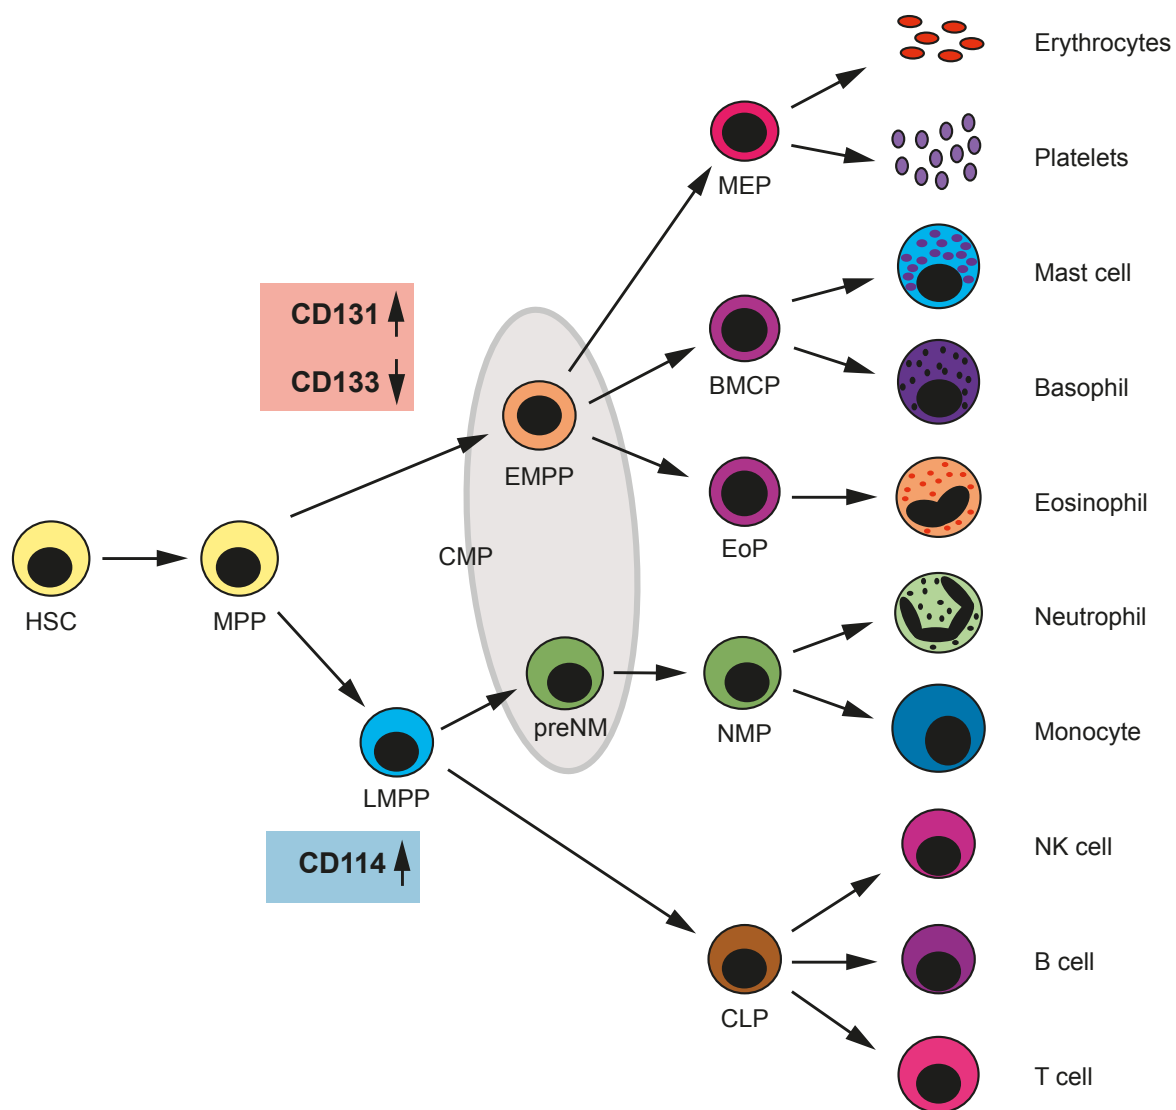 Erythrocytes
MEP
Platelets
Mast cell
CD131
CD133
BMCP
Basophil
EMPP
EoP
Eosinophil
CMP
HSC
MPP
Neutrophil
preNM
NMP
Monocyte
LMPP
CD114
NK cell
CLP
B cell
T cell